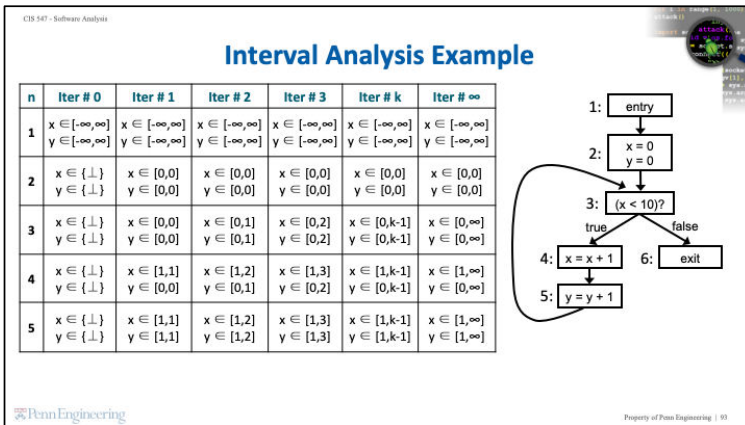 CIS 547 - Software Analysis
Interval Analysis Example
n Iter # 0 Iter # 1 Iter # 2 Iter # 3 Iter # k Iter # ∞
1
x ∈[-∞,∞] x ∈ [-∞,∞] x ∈ [-∞,∞] x ∈ [-∞,∞] x ∈ [-∞,∞] x ∈ [-∞,∞]
y ∈[-∞,∞] y ∈ [-∞,∞] y ∈ [-∞,∞] y ∈ [-∞,∞] y ∈ [-∞,∞] y ∈ [-∞,∞]
2
x ∈ {⊥} x ∈ [0,0] x ∈ [0,0] x ∈ [0,0] x ∈ [0,0] x ∈ [0,0]
y ∈ {⊥} y ∈ [0,0] y ∈ [0,0] y ∈ [0,0] y ∈ [0,0] y ∈ [0,0]
3
x ∈ {⊥} x ∈ [0,0] x ∈ [0,1] x ∈ [0,2] x ∈ [0,k-1] x ∈ [0,∞]
y ∈ {⊥} y ∈ [0,0] y ∈ [0,1] y ∈ [0,2] y ∈ [0,k-1] y ∈ [0,∞]
4
x ∈ {⊥} x ∈ [1,1] x ∈ [1,2] x ∈ [1,3] x ∈ [1,k-1] x ∈ [1,∞]
y ∈ {⊥} y ∈ [0,0] y ∈ [0,1] y ∈ [0,2] y ∈ [0,k-1] y ∈ [0,∞]
5
x ∈ {⊥} x ∈ [1,1] x ∈ [1,2] x ∈ [1,3] x ∈ [1,k-1] x ∈ [1,∞]
y ∈ {⊥} y ∈ [1,1] y ∈ [1,2] y ∈ [1,3] y ∈ [1,k-1] y ∈ [1,∞]
1: entry
2: x = 0
y = 0
3: (x < 10)?
true false
4: x = x + 1 6: exit
5: y = y + 1
Penn Engineering
Property of Penn Engineering | 93